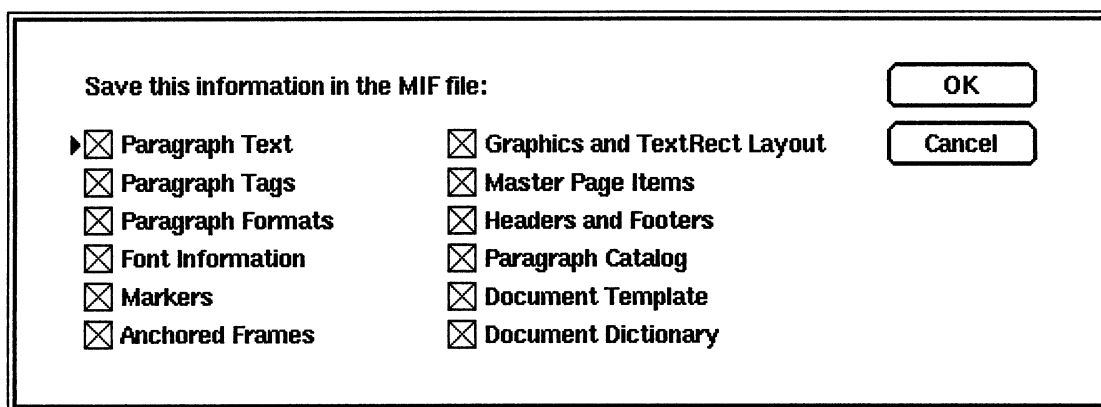 Save this information in the MIF file:
OK
Cancel
Paragraph Text
Paragraph Tags
Paragraph Formats
Font Information
Markers
Anchored Frames
Graphics and TextRect Layout
Master Page Items
Headers and Footers
Paragraph Catalog
Document Template
Document Dictionary